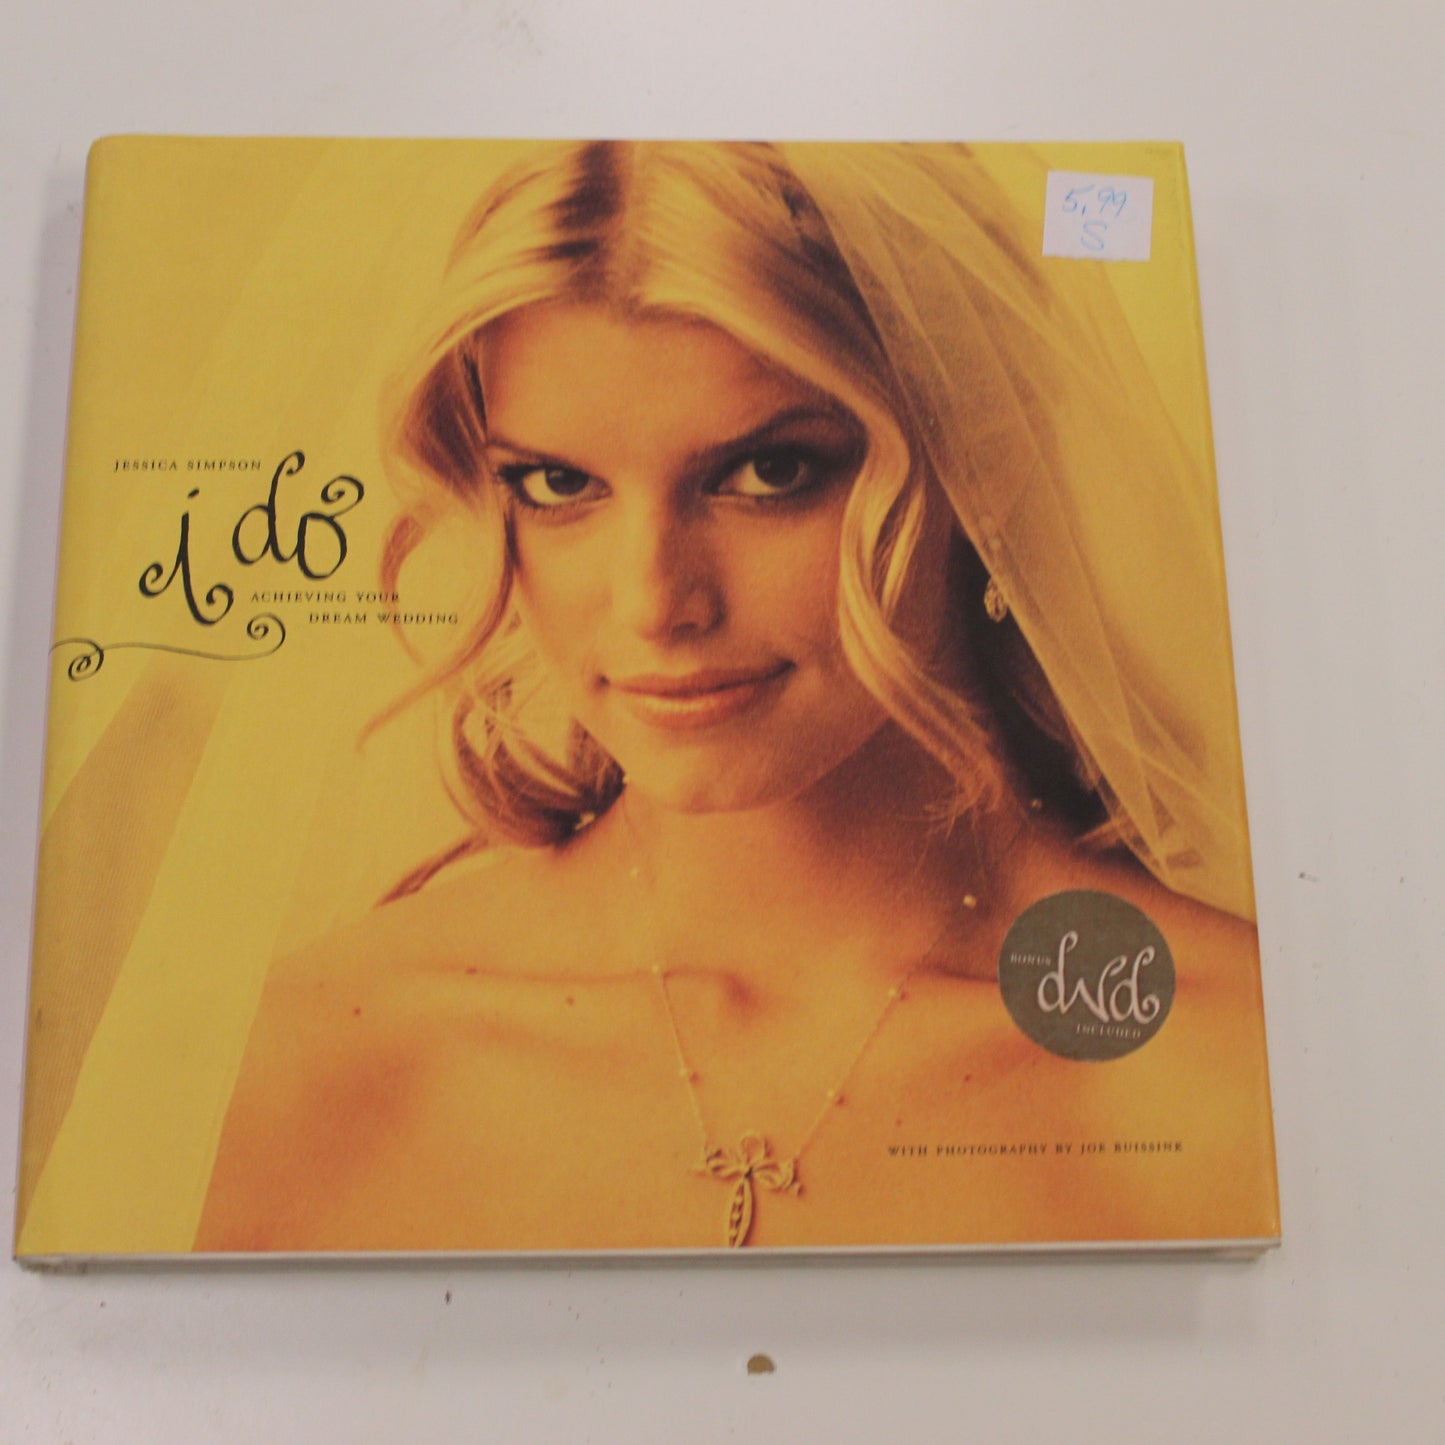 5,99
S
JESSICA SIMPSON
i do
ACHIEVING YOUR
DREAM WEDDING
BONUS
dvd
INCLUDED
WITH PHOTOGRAPHY BY JOE BUISSINK